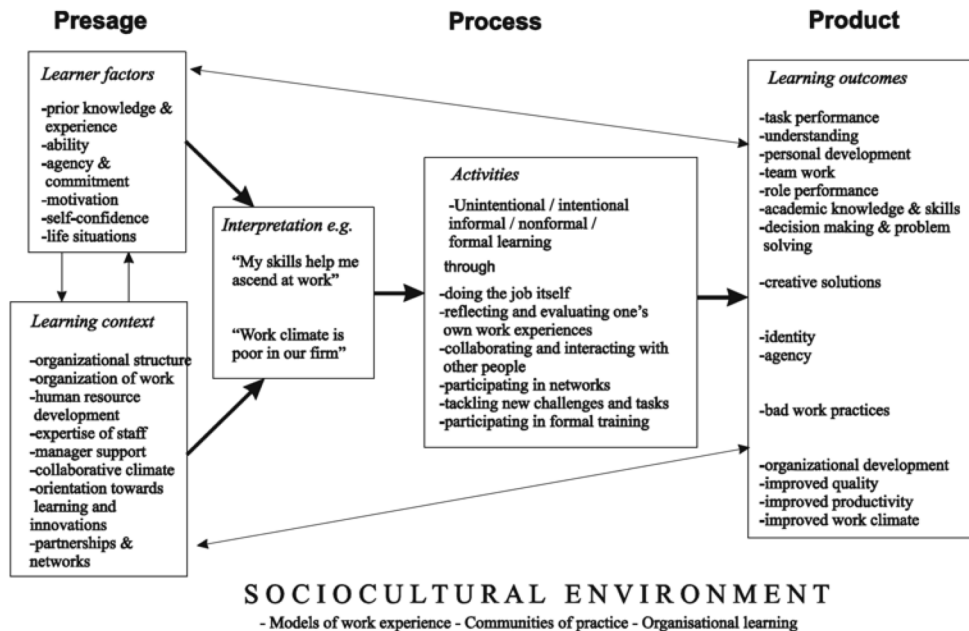 Presage
Process
Product
Learner factors
-prior knowledge &
experience
-ability
-agency &
commitment
-motivation
-self-confidence
-life situations
Learning context
-organizational structure
-organization of work
-human resource
development
-expertise of staff
-manager support
-collaborative climate
-orientation towards
learning and
innovations
-partnerships &
networks
Interpretation e.g.
“My skills help me
ascend at work”
“Work climate is
poor in our firm”
Activities
-Unintentional / intentional
informal / nonformal /
formal learning
through
-doing the job itself
-reflecting and evaluating one’s
own work experiences
-collaborating and interacting with
other people
-participating in networks
-tackling new challenges and tasks
-participating in formal training
Learning outcomes
-task performance
-understanding
-personal development
-team work
-role performance
-academic knowledge & skills
-decision making & problem
solving
-creative solutions
-identity
-agency
-bad work practices
-organizational development
-improved quality
-improved productivity
-improved work climate
SOCIOCULTURAL ENVIRONMENT
- Models of work experience - Communities of practice - Organisational learning